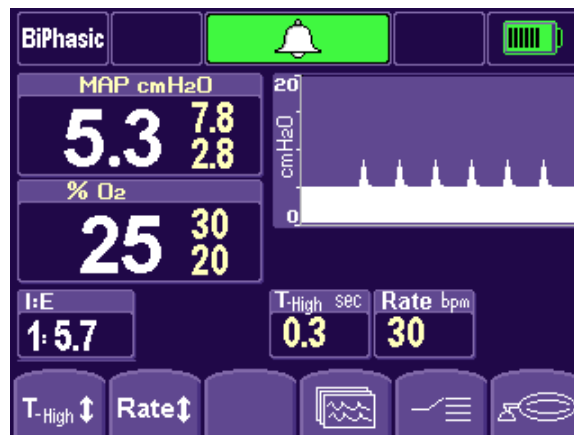 BiPhasic
MAP cmH2O
5.3
7.8
2.8
20
cmH2O
0
% O2
25
30
20
I:E
1:5.7
T-High sec
0.3
Rate bpm
30
T-High ↕
Rate↕